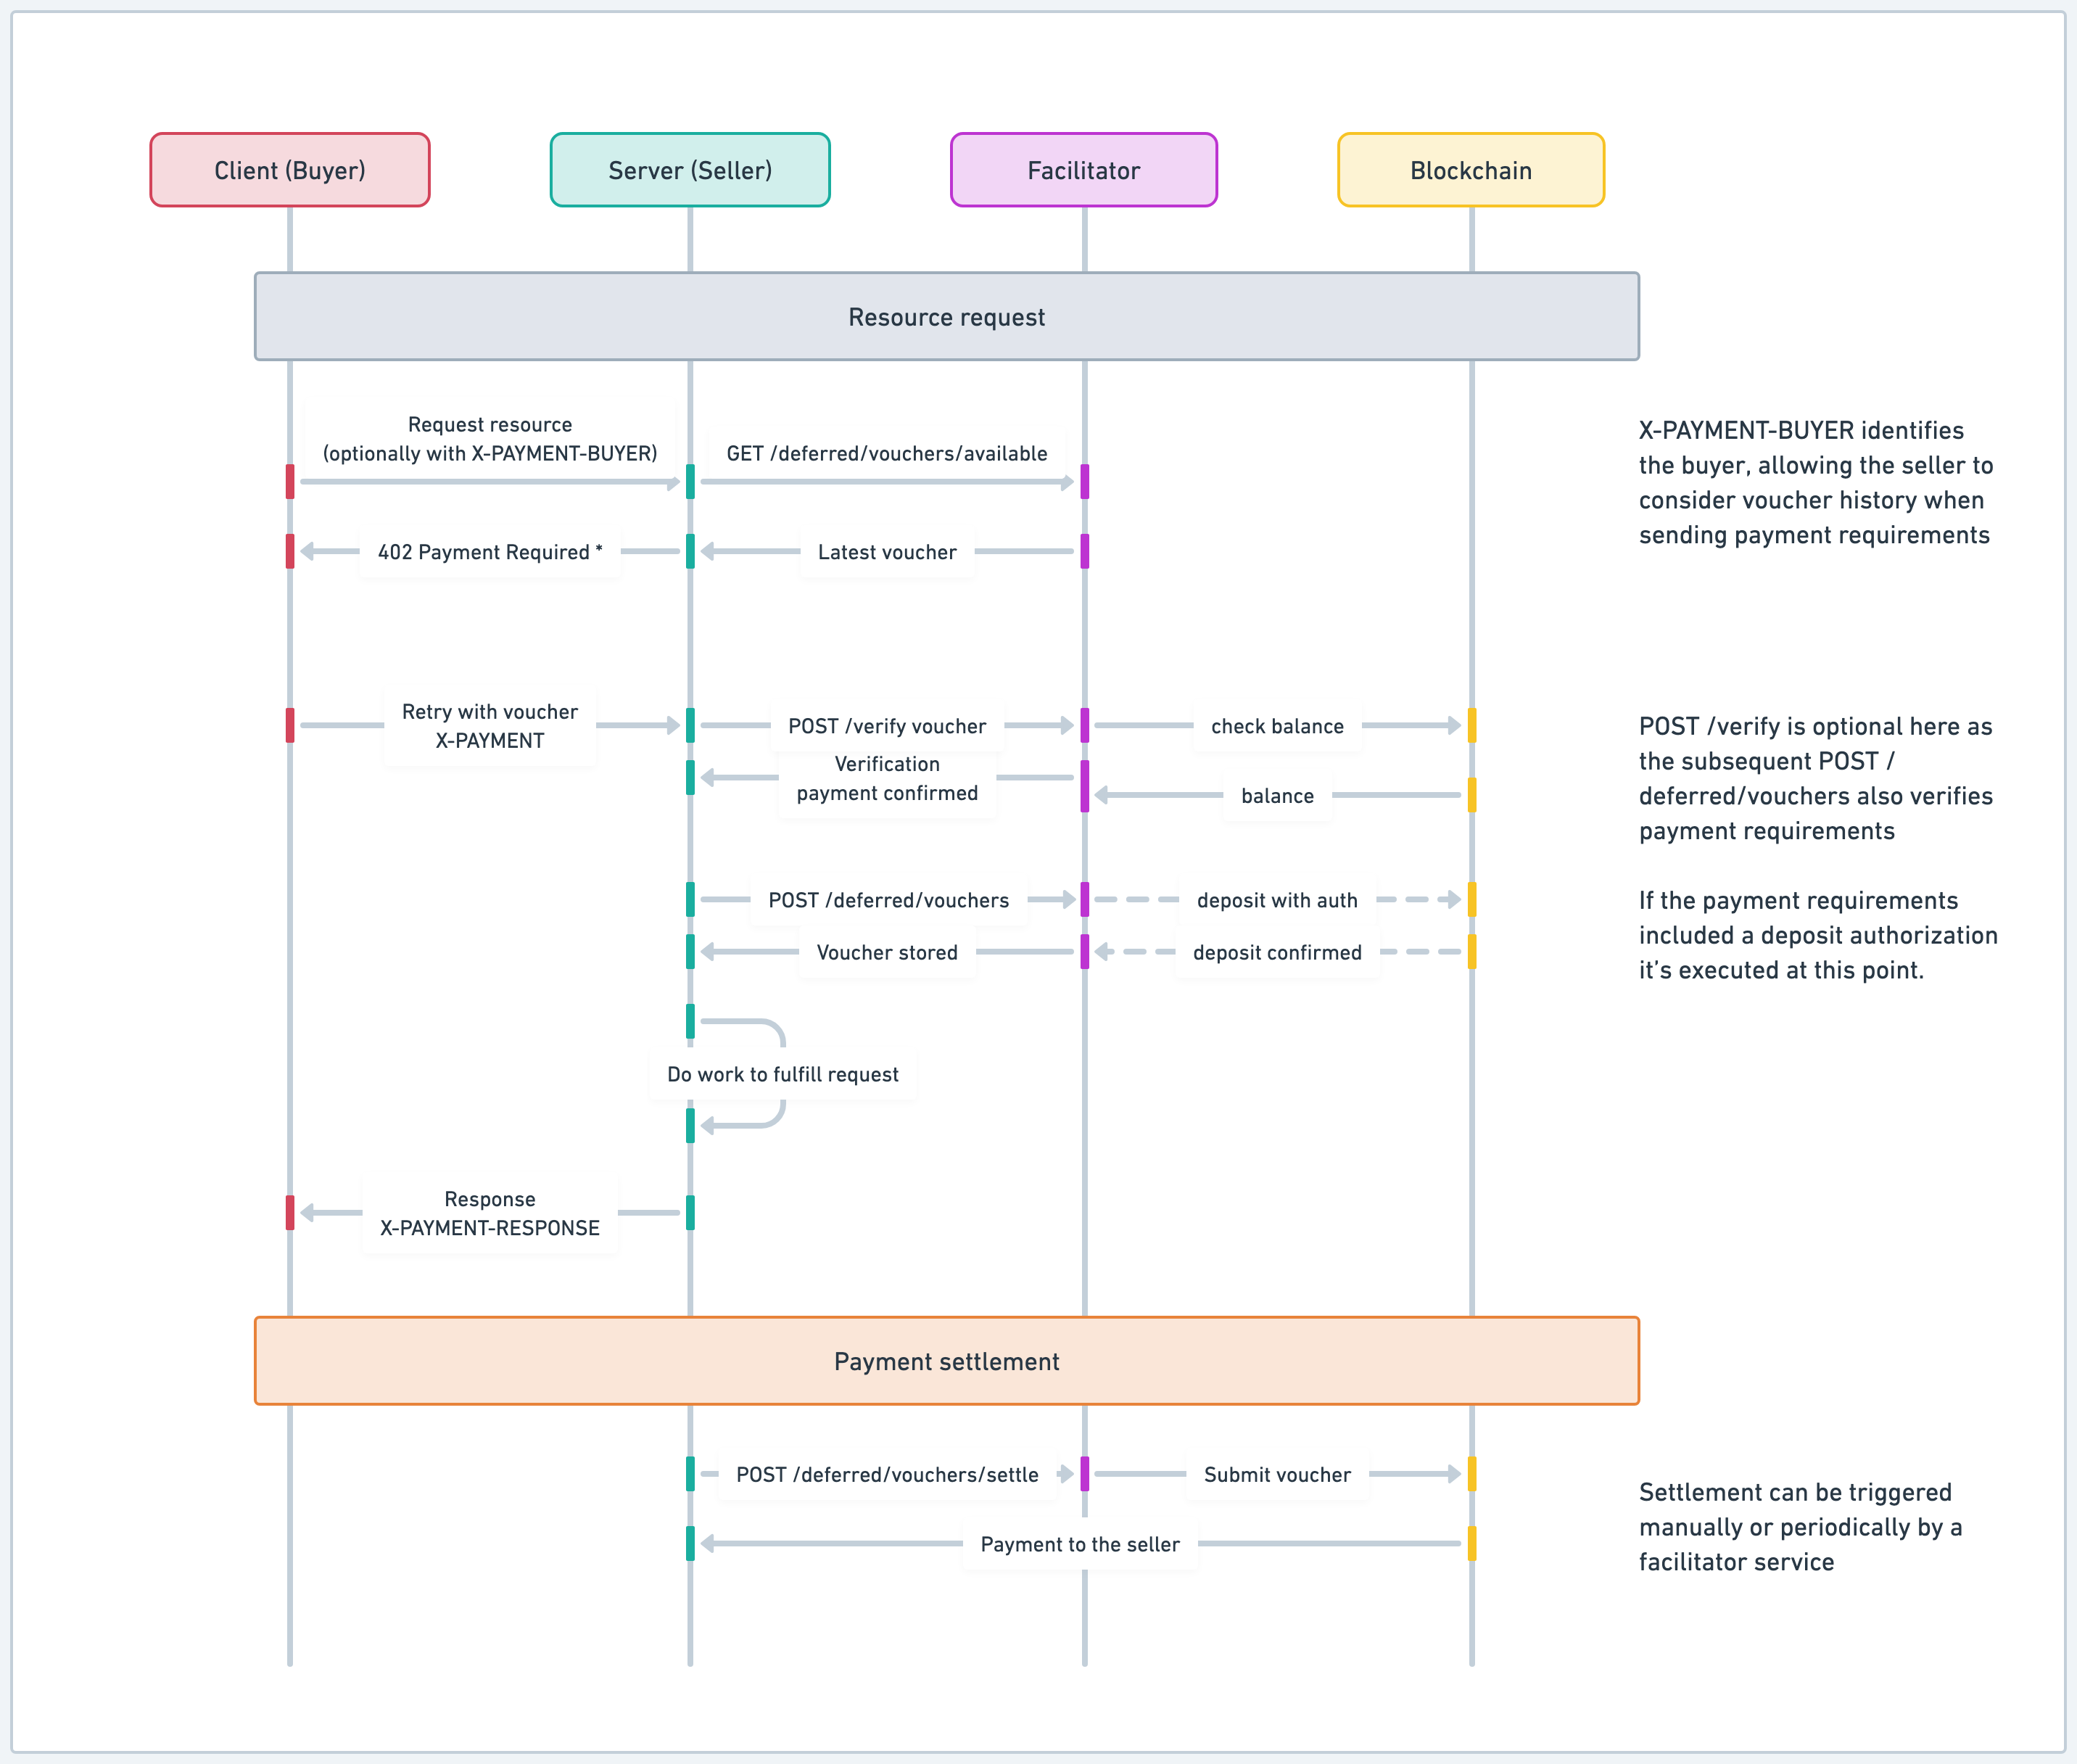 Client (Buyer)
Server (Seller)
Facilitator
Blockchain
Resource request
Request resource
(optionally with X-PAYMENT-BUYER)
GET /deferred/vouchers/available
X-PAYMENT-BUYER identifies
the buyer, allowing the seller to
consider voucher history when
sending payment requirements
402 Payment Required *
Latest voucher
Retry with voucher
X-PAYMENT
POST /verify voucher
check balance
Verification
payment confirmed
balance
POST /verify is optional here as
the subsequent POST /
deferred/vouchers also verifies
payment requirements
POST /deferred/vouchers
deposit with auth
Voucher stored
deposit confirmed
If the payment requirements
included a deposit authorization
it’s executed at this point.
Do work to fulfill request
Response
X-PAYMENT-RESPONSE
Payment settlement
POST /deferred/vouchers/settle
Submit voucher
Payment to the seller
Settlement can be triggered
manually or periodically by a
facilitator service